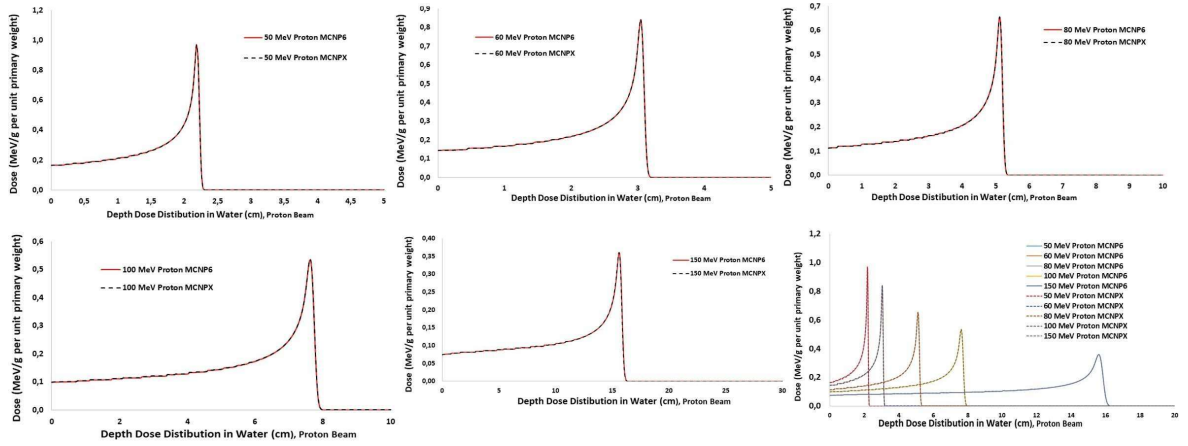 Dose (MeV/g per unit primary weight)
1,2
1,0
0,8
0,6
0,4
0,2
0,0
50 MeV Proton MCNP6
50 MeV Proton MCNPX
0 0,5 1 1,5 2 2,5 3 3,5 4 4,5 5
Depth Dose Distibution in Water (cm), Proton Beam
Dose (MeV/g per unit primary weight)
0,9
0,8
0,7
0,6
0,5
0,4
0,3
0,2
0,1
0,0
60 MeV Proton MCNP6
60 MeV Proton MCNPX
0 1 2 3 4 5
Depth Dose Distibution in Water (cm), Proton Beam
Dose (MeV/g per unit primary weight)
0,7
0,6
0,5
0,4
0,3
0,2
0,1
0,0
80 MeV Proton MCNP6
80 MeV Proton MCNPX
0 1 2 3 4 5 6 7 8 9 10
Depth Dose Distibution in Water (cm), Proton Beam
Dose (MeV/g per unit primary weight)
0,6
0,5
0,4
0,3
0,2
0,1
0,0
100 MeV Proton MCNP6
100 MeV Proton MCNPX
0 2 4 6 8 10
Depth Dose Distibution in Water (cm), Proton Beam
Dose (MeV/g per unit primary weight)
0,40
0,35
0,30
0,25
0,20
0,15
0,10
0,05
0,00
150 MeV Proton MCNP6
150 MeV Proton MCNPX
0 5 10 15 20 25 30
Depth Dose Distibution in Water (cm), Proton Beam
Dose (MeV/g per unit primary weight)
1,2
1,0
0,8
0,6
0,4
0,2
0,0
50 MeV Proton MCNP6
60 MeV Proton MCNP6
80 MeV Proton MCNP6
100 MeV Proton MCNP6
150 MeV Proton MCNP6
50 MeV Proton MCNPX
60 MeV Proton MCNPX
80 MeV Proton MCNPX
100 MeV Proton MCNPX
150 MeV Proton MCNPX
0 2 4 6 8 10 12 14 16 18 20
Depth Dose Distibution in Water (cm), Proton Beam